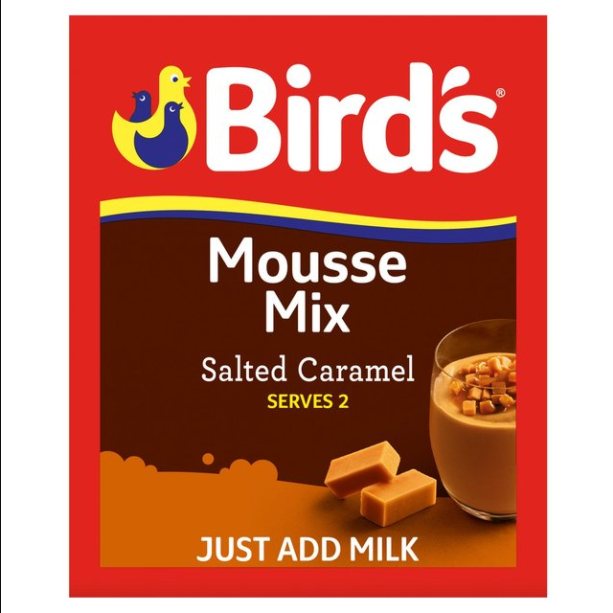 Bird's®
Mousse
Mix
Salted Caramel
SERVES 2
JUST ADD MILK